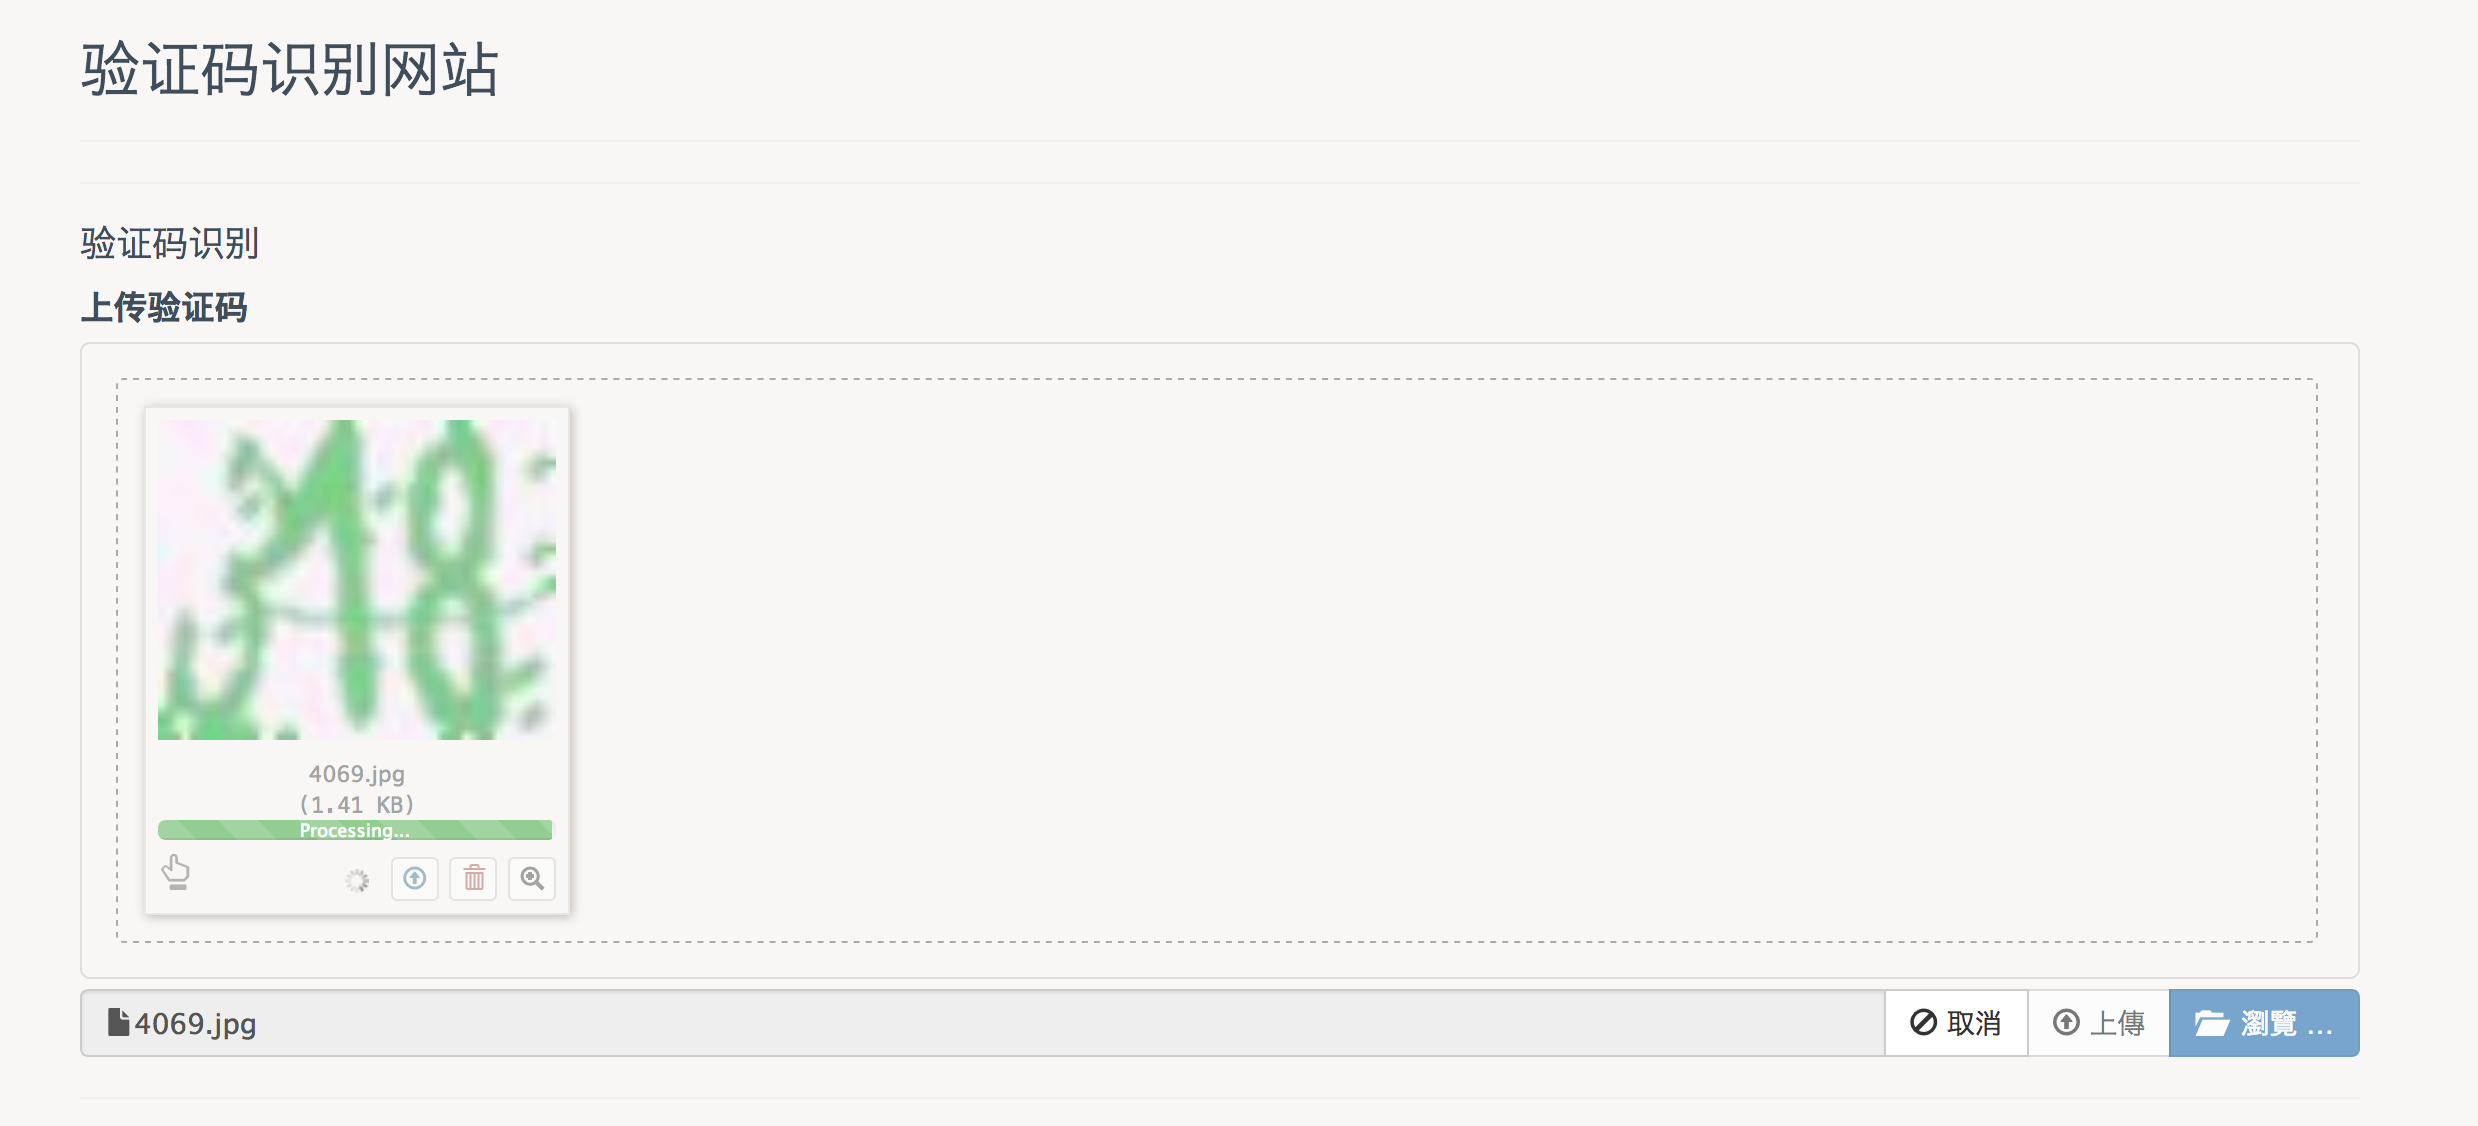 验证码识别网站
验证码识别
上传验证码
4069.jpg
(1.41 KB)
Processing...
4069.jpg
取消
上傳
瀏覽 ...